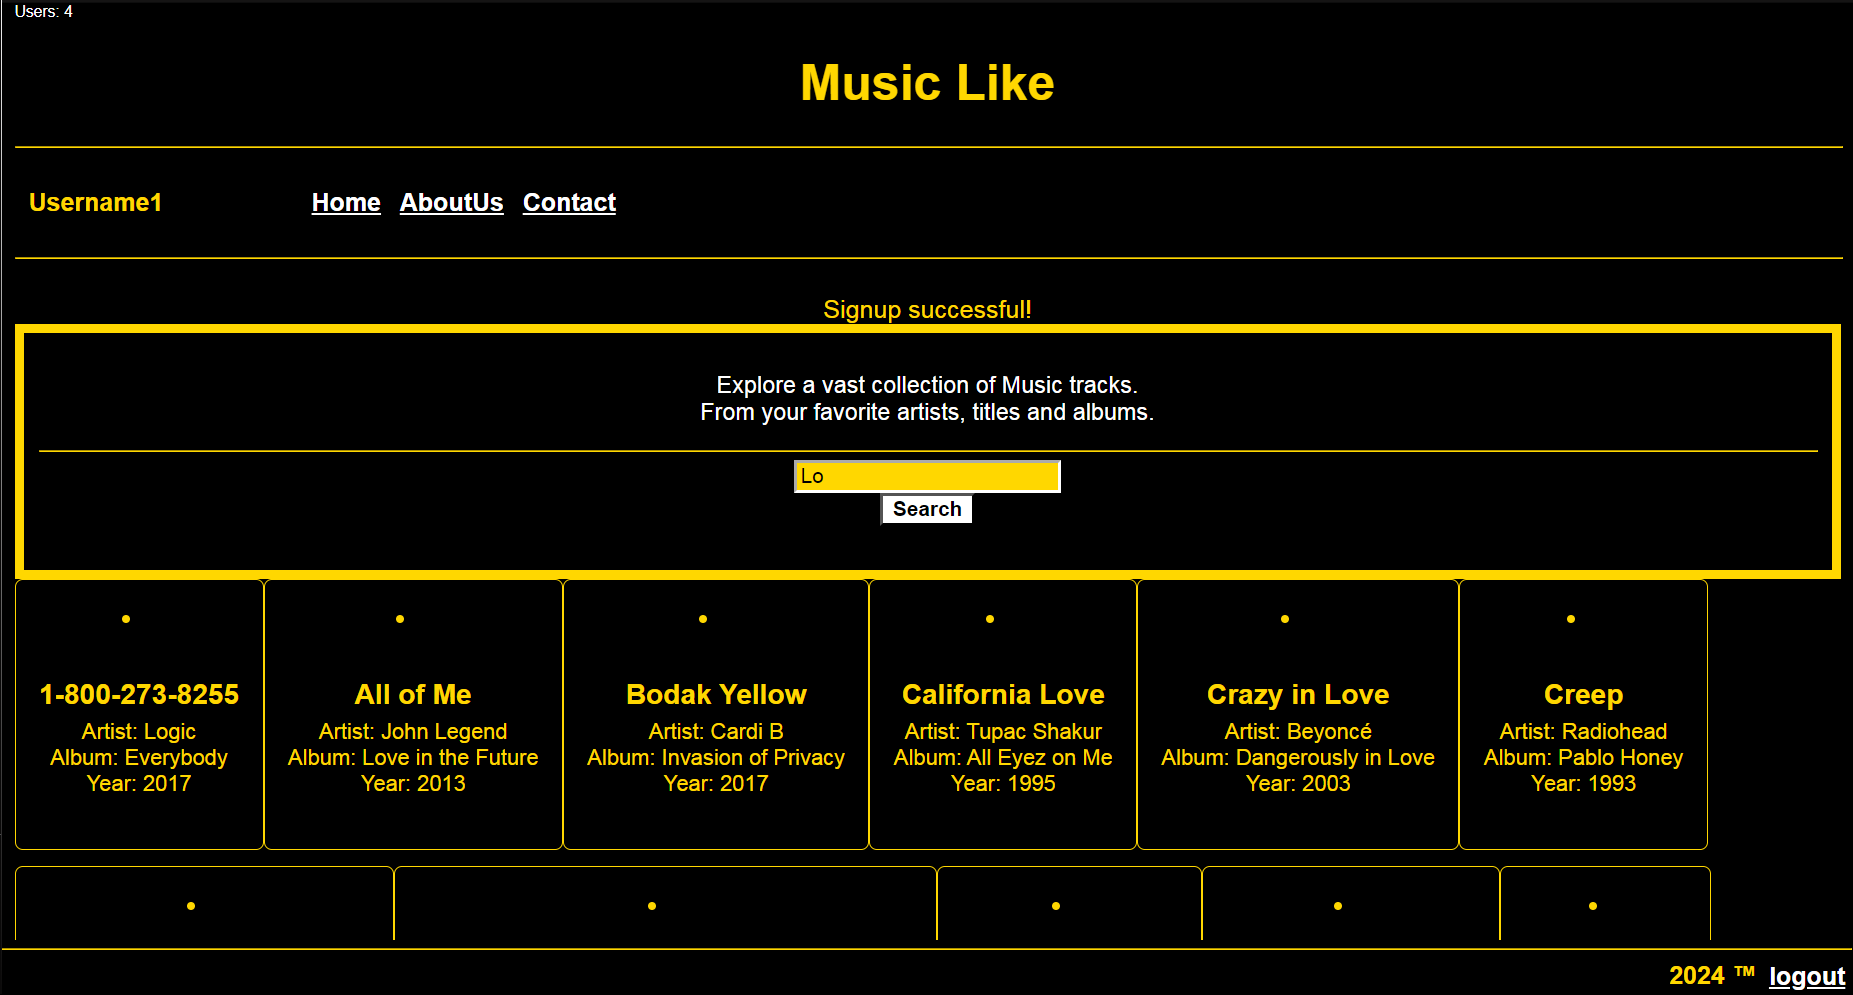 Users: 4
Music Like
Username1 Home AboutUs Contact
Signup successful!
Explore a vast collection of Music tracks.
From your favorite artists, titles and albums.
Lo
Search
1-800-273-8255
Artist: Logic
Album: Everybody
Year: 2017
All of Me
Artist: John Legend
Album: Love in the Future
Year: 2013
Bodak Yellow
Artist: Cardi B
Album: Invasion of Privacy
Year: 2017
California Love
Artist: Tupac Shakur
Album: All Eyez on Me
Year: 1995
Crazy in Love
Artist: Beyoncé
Album: Dangerously in Love
Year: 2003
Creep
Artist: Radiohead
Album: Pablo Honey
Year: 1993
2024 ™ logout